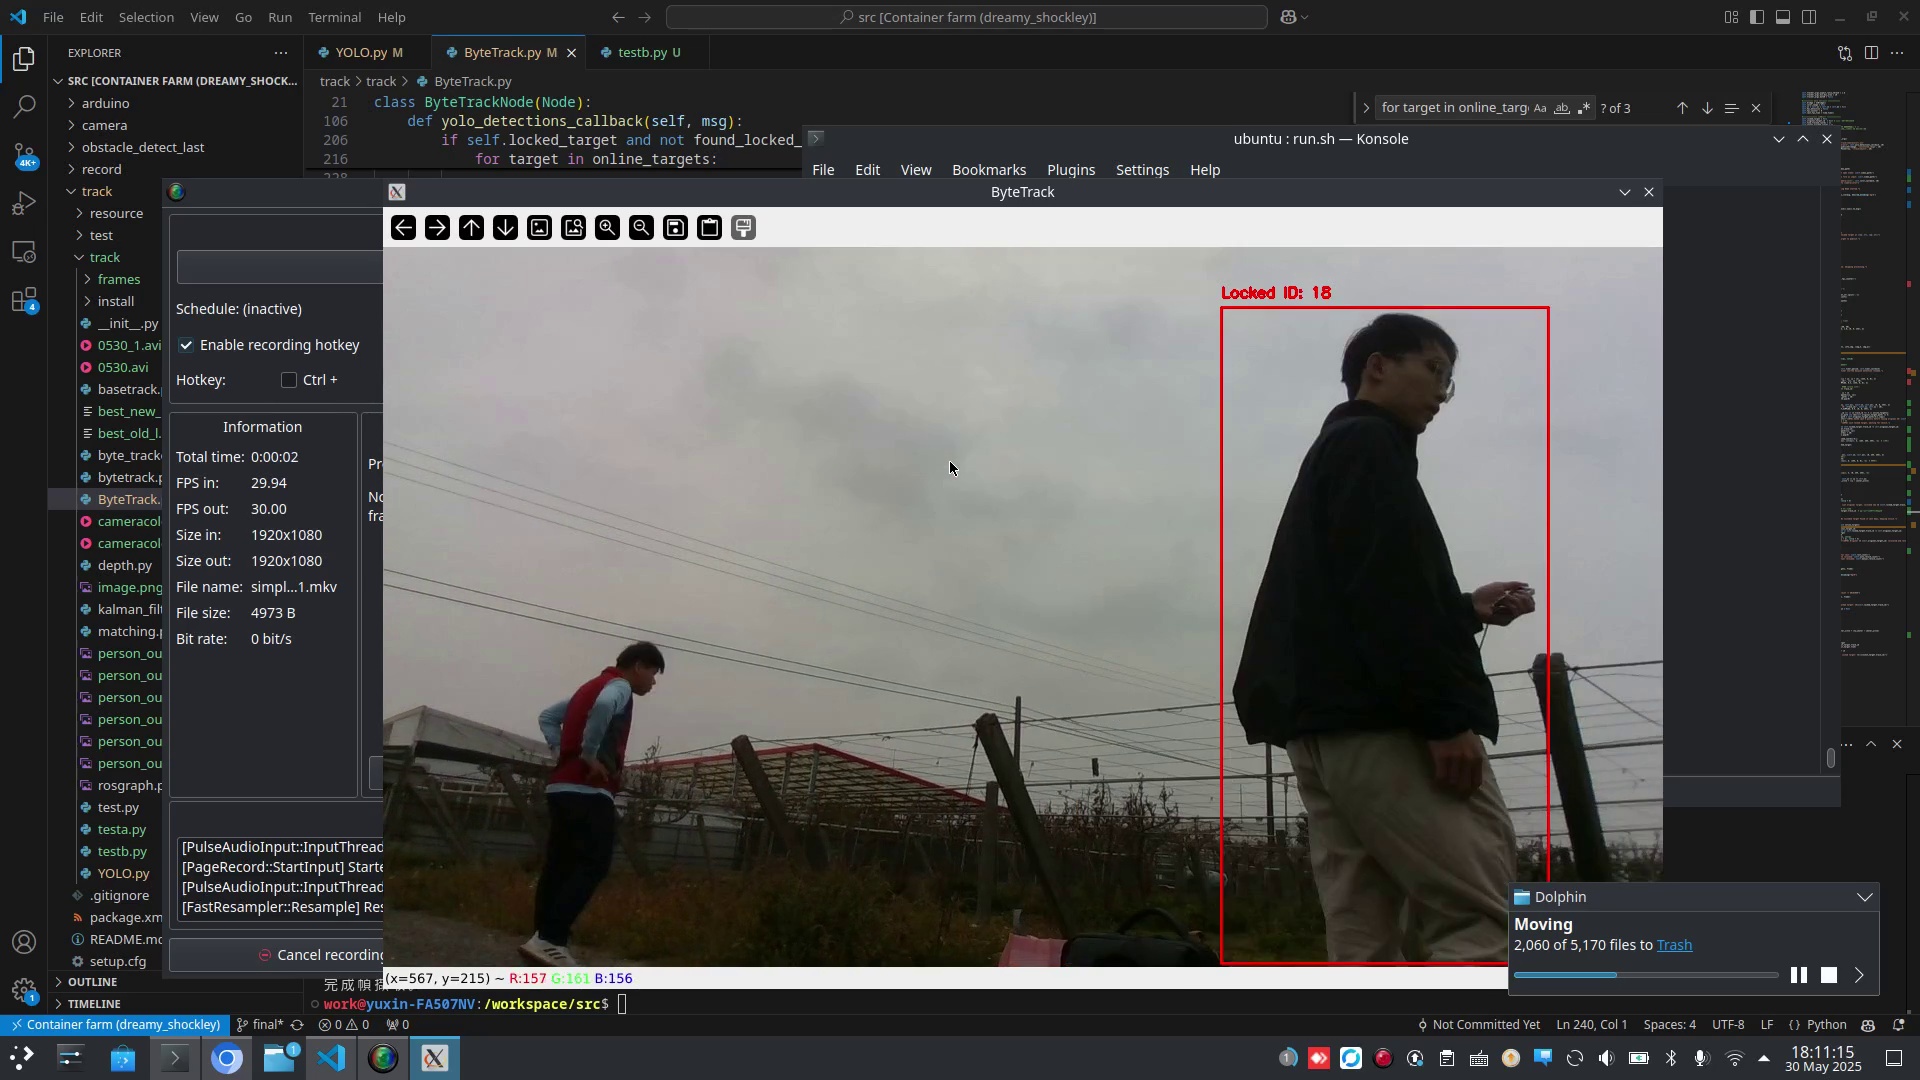 File Edit Selection View Go Run Terminal Help
src [Container farm (dreamy_shockley)]
EXPLORER
YOLO.py M
ByteTrack.py M
testb.py U
SRC [CONTAINER FARM (DREAMY_SHOCK...
track > track > ByteTrack.py
arduino
camera
obstacle_detect_last
record
track
resource
test
track
frames
install
__init__.py
0530_1.avi
0530.avi
basetrack.
best_new_
best_old_l.
byte_track
bytetrack.p
ByteTrack.
cameracol
cameracol
depth.py
image.png
kalman_filt
matching.p
person_ou
person_ou
person_ou
person_ou
person_ou
person_ou
rosgraph.p
test.py
testa.py
testb.py
YOLO.py
.gitignore
package.xm
README.md
setup.cfg
OUTLINE
TIMELINE
21 class ByteTrackNode(Node):
106 def yolo_detections_callback(self, msg):
206 if self.locked_target and not found_locked_
216 for target in online_targets:
for target in online_targ
Aa ab
? of 3
ubuntu : run.sh — Konsole
File Edit View Bookmarks Plugins Settings Help
ByteTrack
Schedule: (inactive)
Enable recording hotkey
Hotkey: Ctrl +
Information
Total time: 0:00:02
FPS in: 29.94
FPS out: 30.00
Size in: 1920x1080
Size out: 1920x1080
File name: simpl...1.mkv
File size: 4973 B
Bit rate: 0 bit/s
Pr
No
fra
[PulseAudioInput::InputThread
[PageRecord::StartInput] Starte
[PulseAudioInput::InputThread
[FastResampler::Resample] Res
Cancel recording
Locked ID: 18
(x=567, y=215) ~ R:157 G:161 B:156
work@yuxin-FA507NV:/workspace/src$
Dolphin
Moving
2,060 of 5,170 files to Trash
Container farm (dreamy_shockley) final* 0 0 0
Not Committed Yet Ln 240, Col 1 Spaces: 4 UTF-8 LF {} Python
4K+
4
1
1
1
18:11:15
30 May 2025